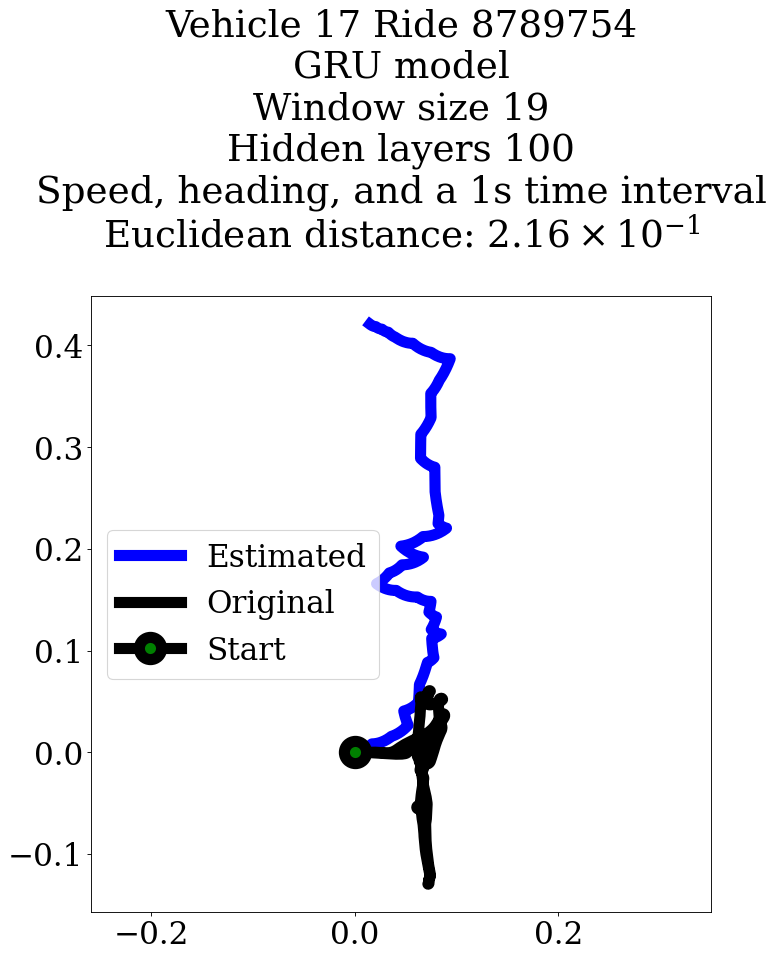 Vehicle 17 Ride 8789754
GRU model
Window size 19
Hidden layers 100
Speed, heading, and a 1s time interval
Euclidean distance: 2.16 × 10⁻¹
0.4
0.3
0.2
0.1
0.0
−0.1
Estimated
Original
Start
−0.2
0.0
0.2